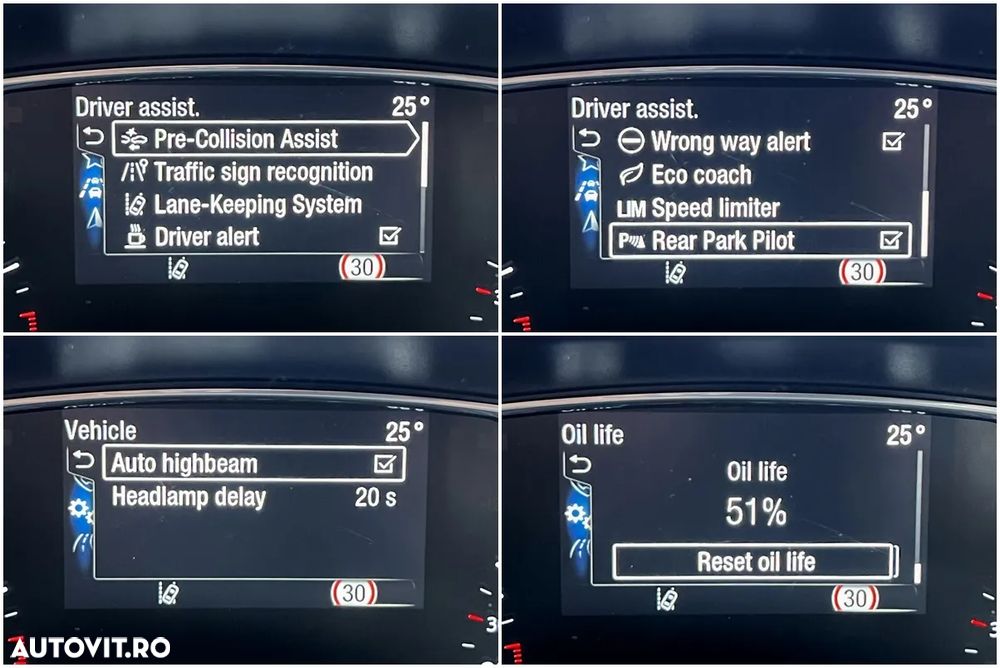 Driver assist. 25°
Pre-Collision Assist
Traffic sign recognition
Lane-Keeping System
Driver alert
30
Driver assist. 25°
Wrong way alert
Eco coach
LIM Speed limiter
P Rear Park Pilot
30
Vehicle 25°
Auto highbeam
Headlamp delay 20 s
30
3
Oil life 25°
Oil life
51%
Reset oil life
30
3
AUTOVIT.RO